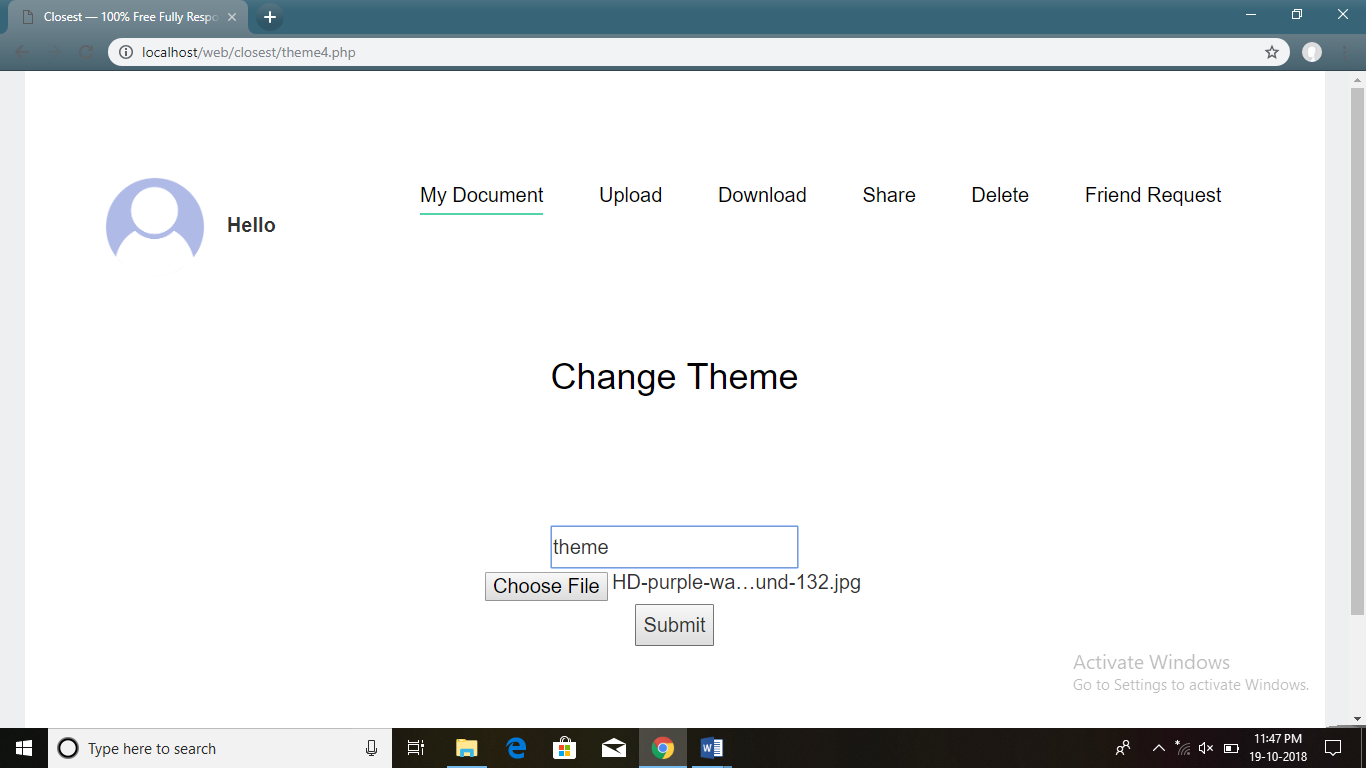 Closest — 100% Free Fully Respo
localhost/web/closest/theme4.php
My Document Upload Download Share Delete Friend Request
Hello
Change Theme
theme
Choose File HD-purple-wa…und-132.jpg
Submit
Activate Windows
Go to Settings to activate Windows.
Type here to search
11:47 PM
19-10-2018